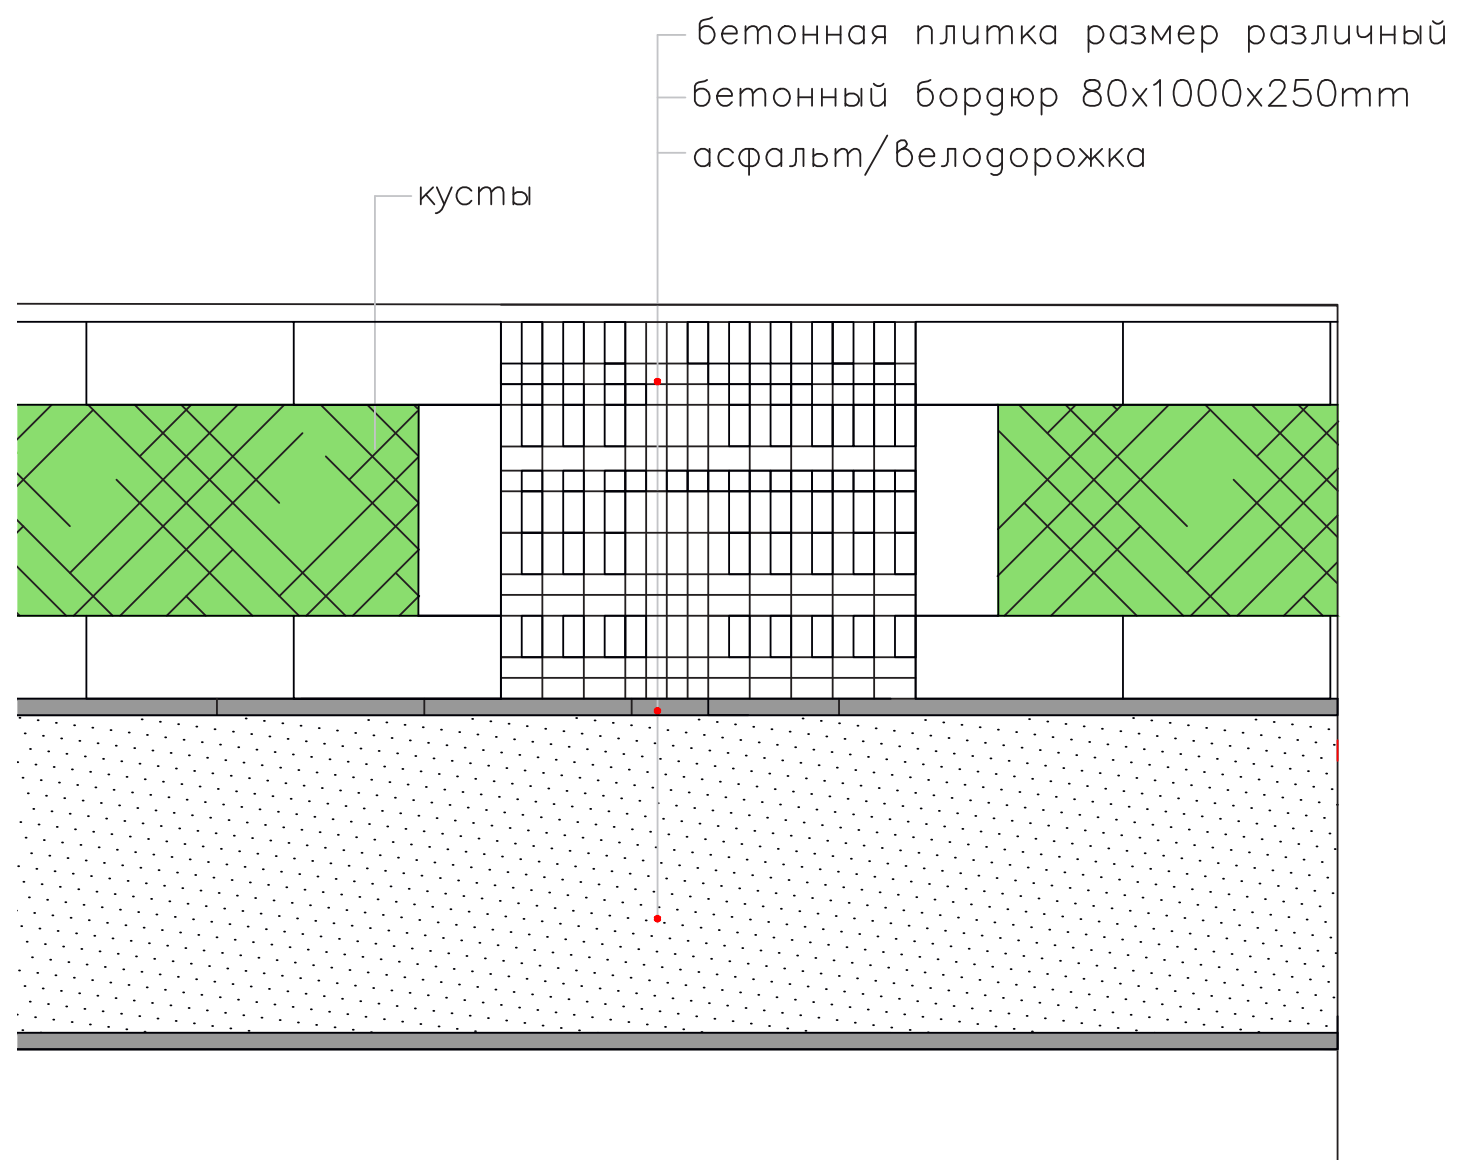 бетонная плитка размер различный
бетонный бордюр 80x1000x250mm
асфальт/велодорожка
кусты